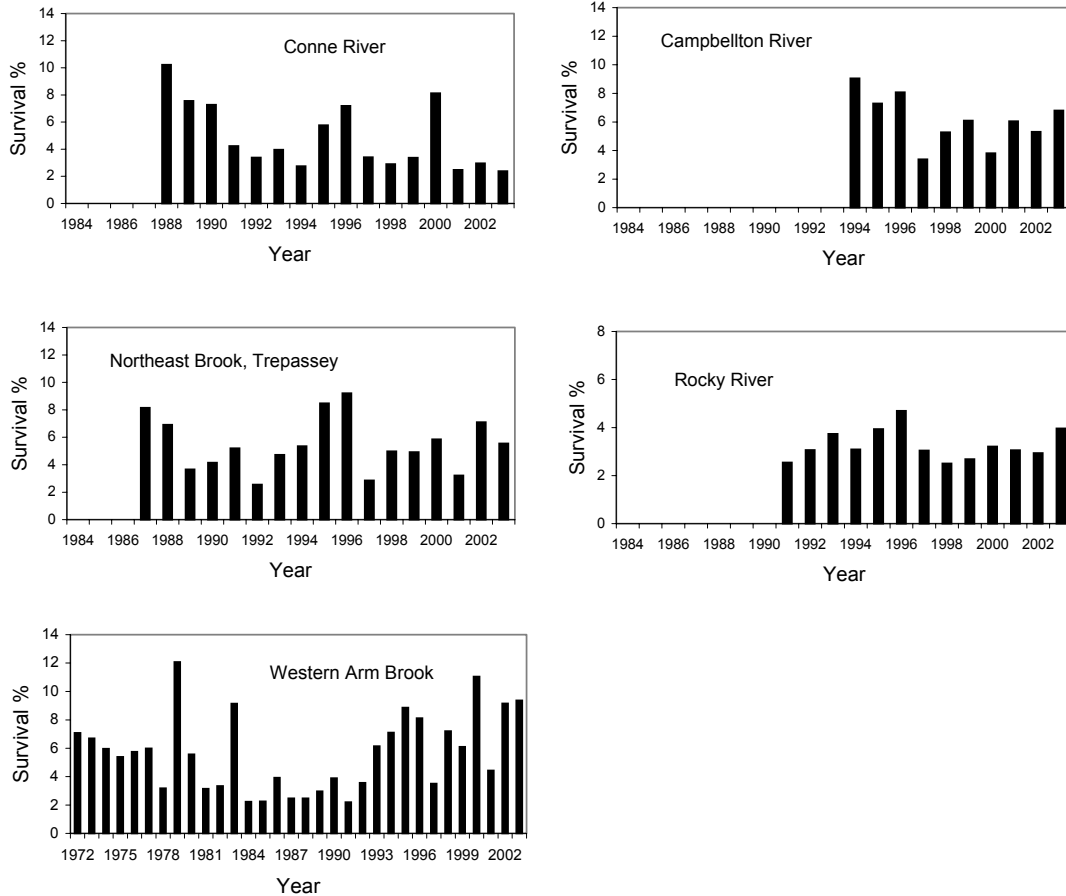 Conne River
Survival %
14
12
10
8
6
4
2
0
1984 1986 1988 1990 1992 1994 1996 1998 2000 2002
Year
Campbellton River
Survival %
14
12
10
8
6
4
2
0
1984 1986 1988 1990 1992 1994 1996 1998 2000 2002
Year
Northeast Brook, Trepassey
Survival %
14
12
10
8
6
4
2
0
1984 1986 1988 1990 1992 1994 1996 1998 2000 2002
Year
Rocky River
Survival %
8
6
4
2
0
1984 1986 1988 1990 1992 1994 1996 1998 2000 2002
Year
Western Arm Brook
Survival %
14
12
10
8
6
4
2
0
1972 1975 1978 1981 1984 1987 1990 1993 1996 1999 2002
Year